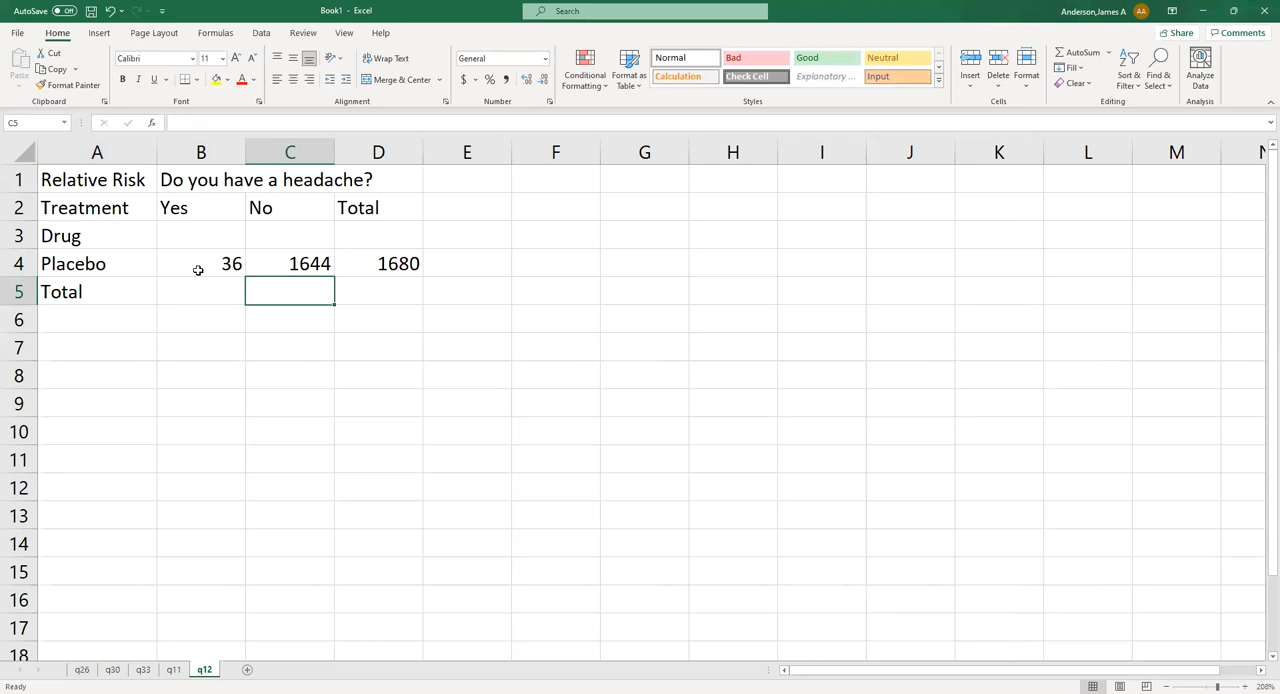 AutoSave Off Book1 - Excel Search Anderson,James A AA
File Home Insert Page Layout Formulas Data Review View Help Share Comments
Paste Cut Calibri 11 Wrap Text General Conditional Formatting Format as Table Normal Bad Good Neutral Insert Delete Format AutoSum Sort & Filter Find & Select Analyze Data
Copy Fill
Format Painter B I U Merge & Center $ % Calculation Check Cell Explanatory ... Input Clear
Clipboard Font Alignment Number Styles Cells Editing Analysis
C5 fx
A B C D E F G H I J K L M N
1 Relative Risk Do you have a headache?
2 Treatment Yes No Total
3 Drug
4 Placebo 36 1644 1680
5 Total
6
7
8
9
10
11
12
13
14
15
16
17
18
q26 q30 q33 q11 q12
Ready 208%